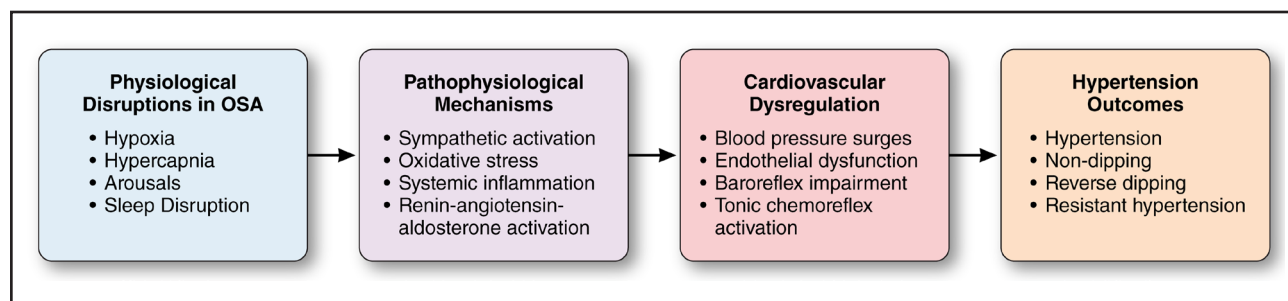 Physiological
Disruptions in OSA
• Hypoxia
• Hypercapnia
• Arousals
• Sleep Disruption
Pathophysiological
Mechanisms
• Sympathetic activation
• Oxidative stress
• Systemic inflammation
• Renin-angiotensin-
aldosterone activation
Cardiovascular
Dysregulation
• Blood pressure surges
• Endothelial dysfunction
• Baroreflex impairment
• Tonic chemoreflex
activation
Hypertension
Outcomes
• Hypertension
• Non-dipping
• Reverse dipping
• Resistant hypertension